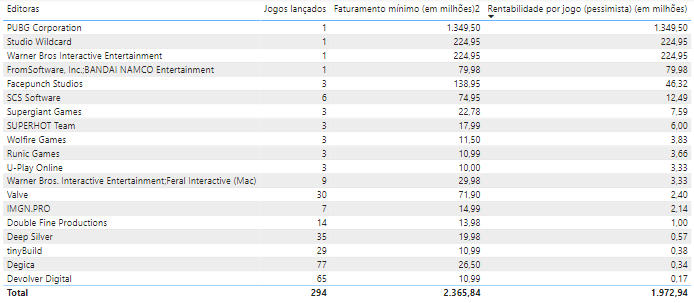 Editoras Jogos lançados Faturamento mínimo (em milhões)2 Rentabilidade por jogo (pessimista) (em milhões)
PUBG Corporation 1 1.349,50 1.349,50
Studio Wildcard 1 224,95 224,95
Warner Bros Interactive Entertainment 1 224,95 224,95
FromSoftware, Inc.;BANDAI NAMCO Entertainment 1 79,98 79,98
Facepunch Studios 3 138,95 46,32
SCS Software 6 74,95 12,49
Supergiant Games 3 22,78 7,59
SUPERHOT Team 3 17,99 6,00
Wolfire Games 3 11,50 3,83
Runic Games 3 10,99 3,66
U-Play Online 3 10,00 3,33
Warner Bros. Interactive Entertainment;Feral Interactive (Mac) 9 29,98 3,33
Valve 30 71,90 2,40
IMGN.PRO 7 14,99 2,14
Double Fine Productions 14 13,98 1,00
Deep Silver 35 19,98 0,57
tinyBuild 29 10,99 0,38
Degica 77 26,50 0,34
Devolver Digital 65 10,99 0,17
Total 294 2.365,84 1.972,94